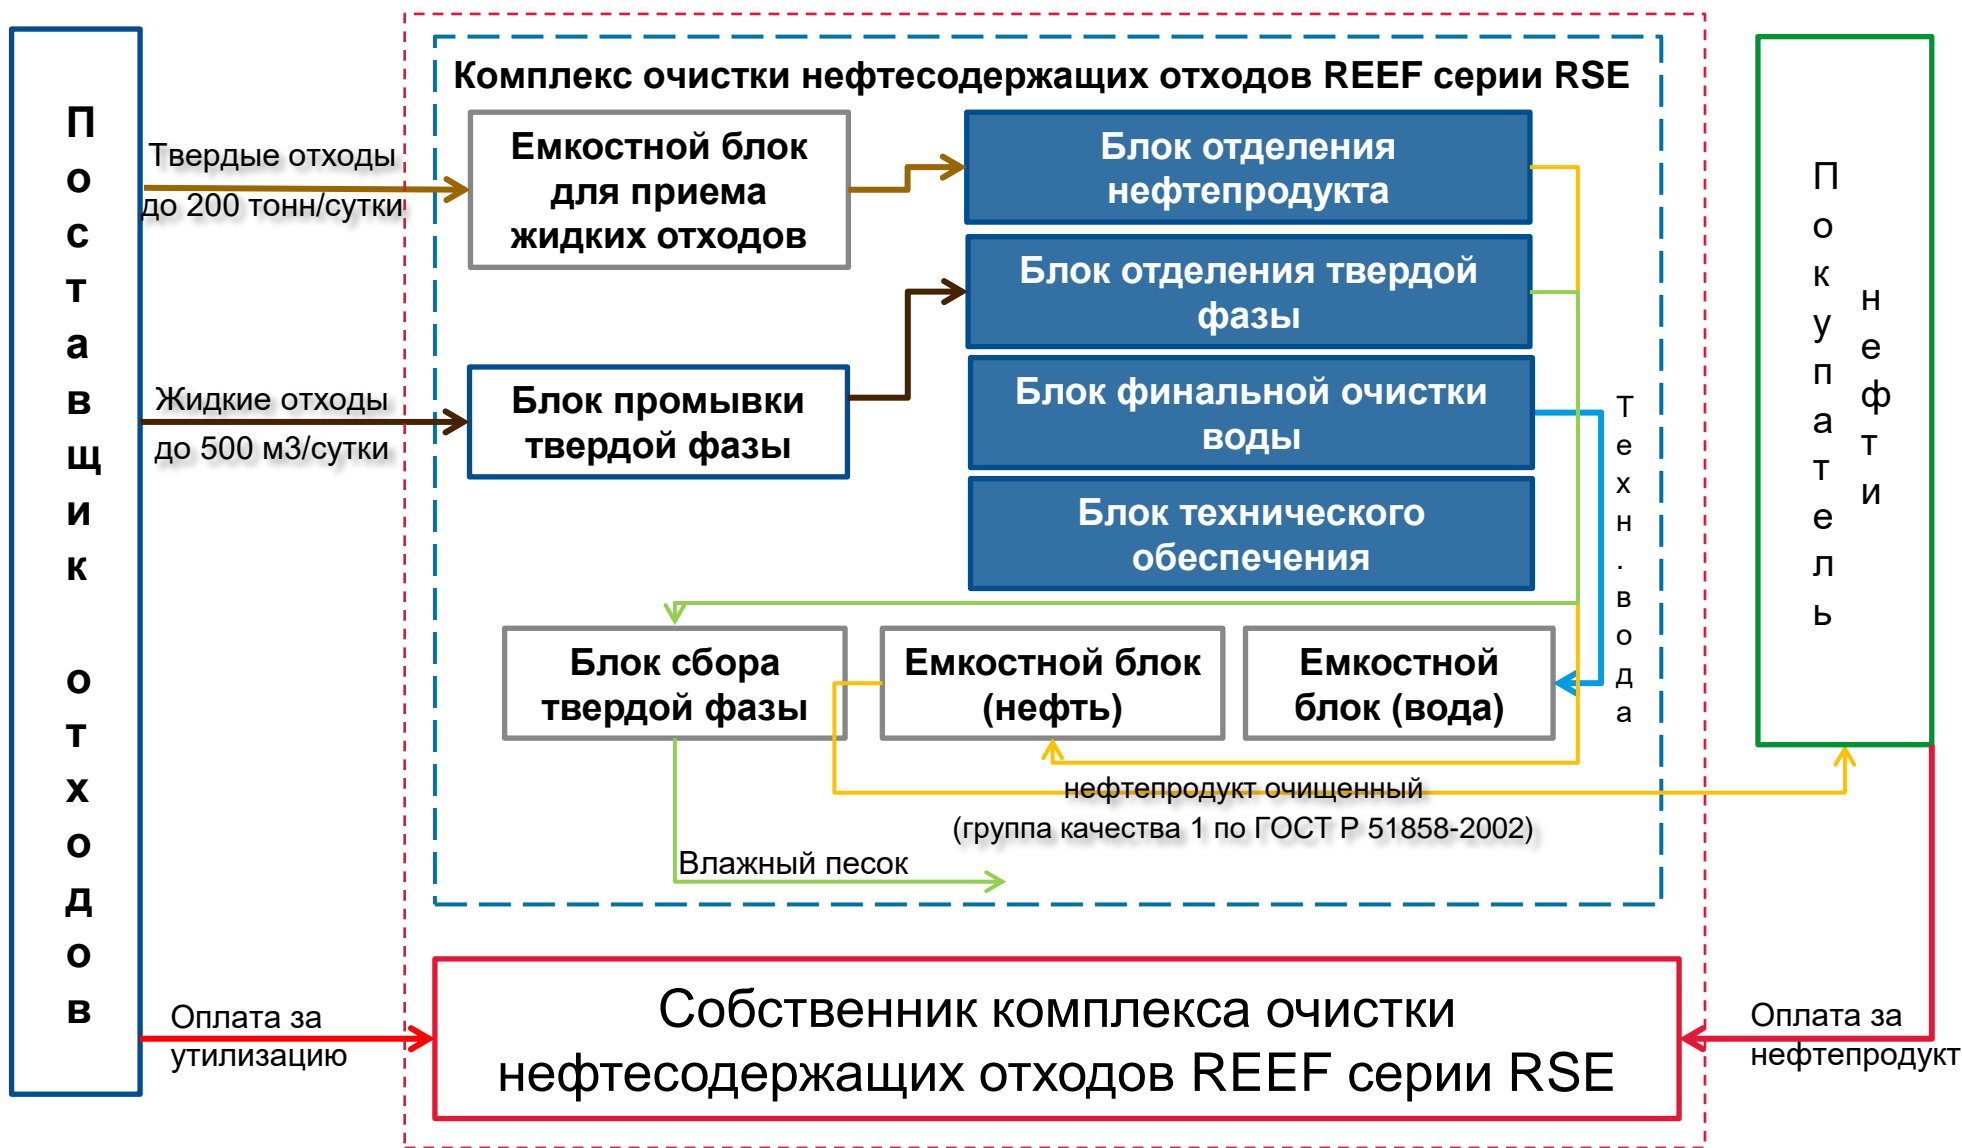 Поставщик отходов
Комплекс очистки нефтесодержащих отходов REEF серии RSE
Твердые отходы
до 200 тонн/сутки
Емкостной блок
для приема
жидких отходов
Блок отделения
нефтепродукта
Блок отделения твердой
фазы
Жидкие отходы
до 500 м3/сутки
Блок промывки
твердой фазы
Блок финальной очистки
воды
Блок технического
обеспечения
Техн.вода
Блок сбора
твердой фазы
Емкостной блок
(нефть)
Емкостной
блок (вода)
нефтепродукт очищенный
(группа качества 1 по ГОСТ Р 51858-2002)
Влажный песок
Покупатель
нефти
Оплата за
утилизацию
Собственник комплекса очистки
нефтесодержащих отходов REEF серии RSE
Оплата за
нефтепродукт